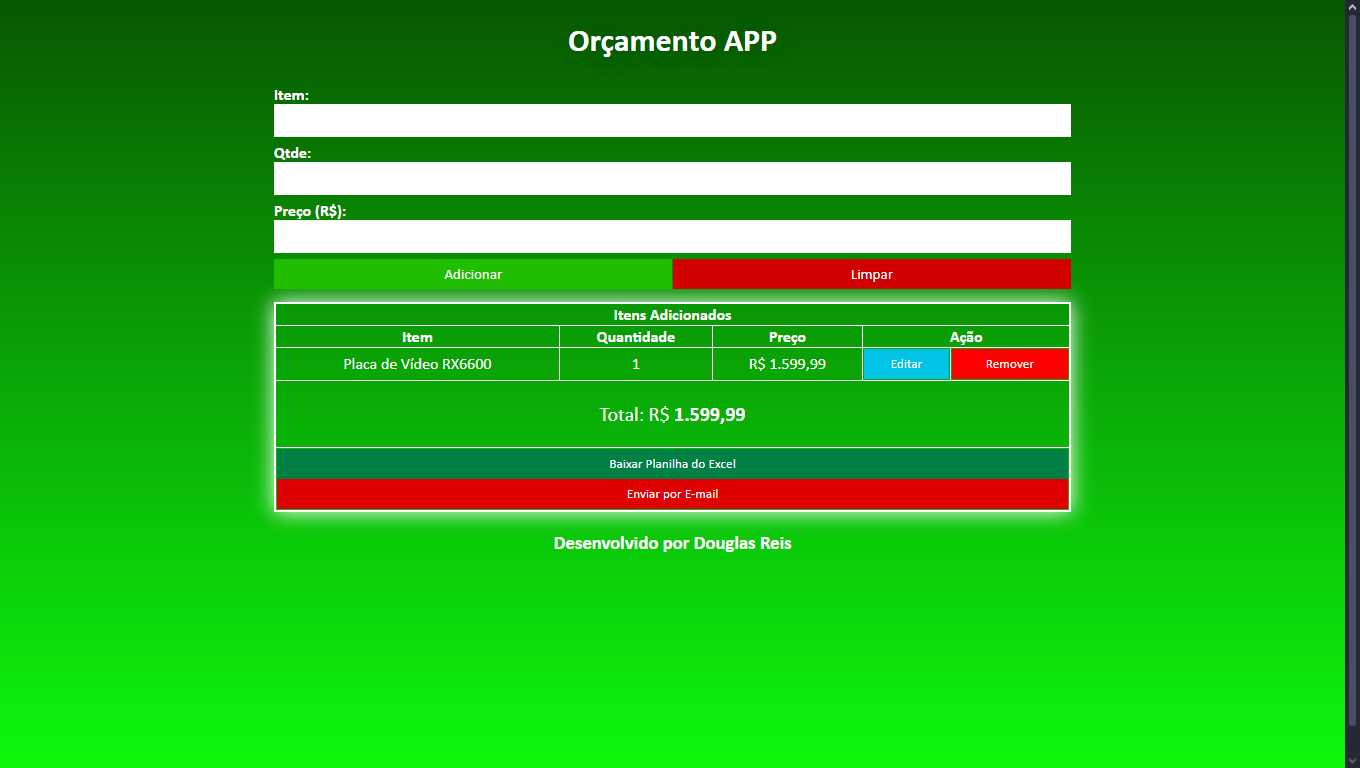 Orçamento APP
Item:
Qtde:
Preço (R$):
Adicionar Limpar
Itens Adicionados
Item Quantidade Preço Ação
Placa de Vídeo RX6600 1 R$ 1.599,99 Editar Remover
Total: R$ 1.599,99
Baixar Planilha do Excel
Enviar por E-mail
Desenvolvido por Douglas Reis